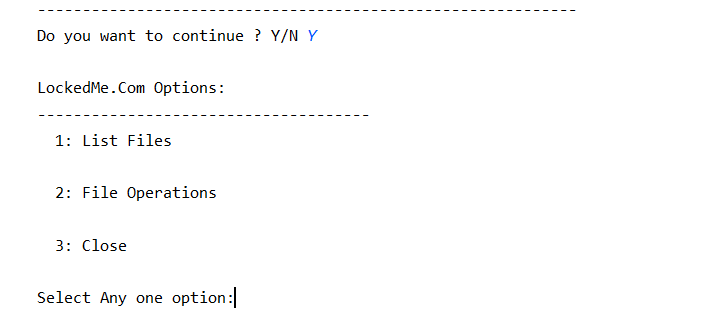 ------------------------------------------------------------
Do you want to continue ? Y/N Y
LockedMe.Com Options:
-------------------------------------
1: List Files
2: File Operations
3: Close
Select Any one option: